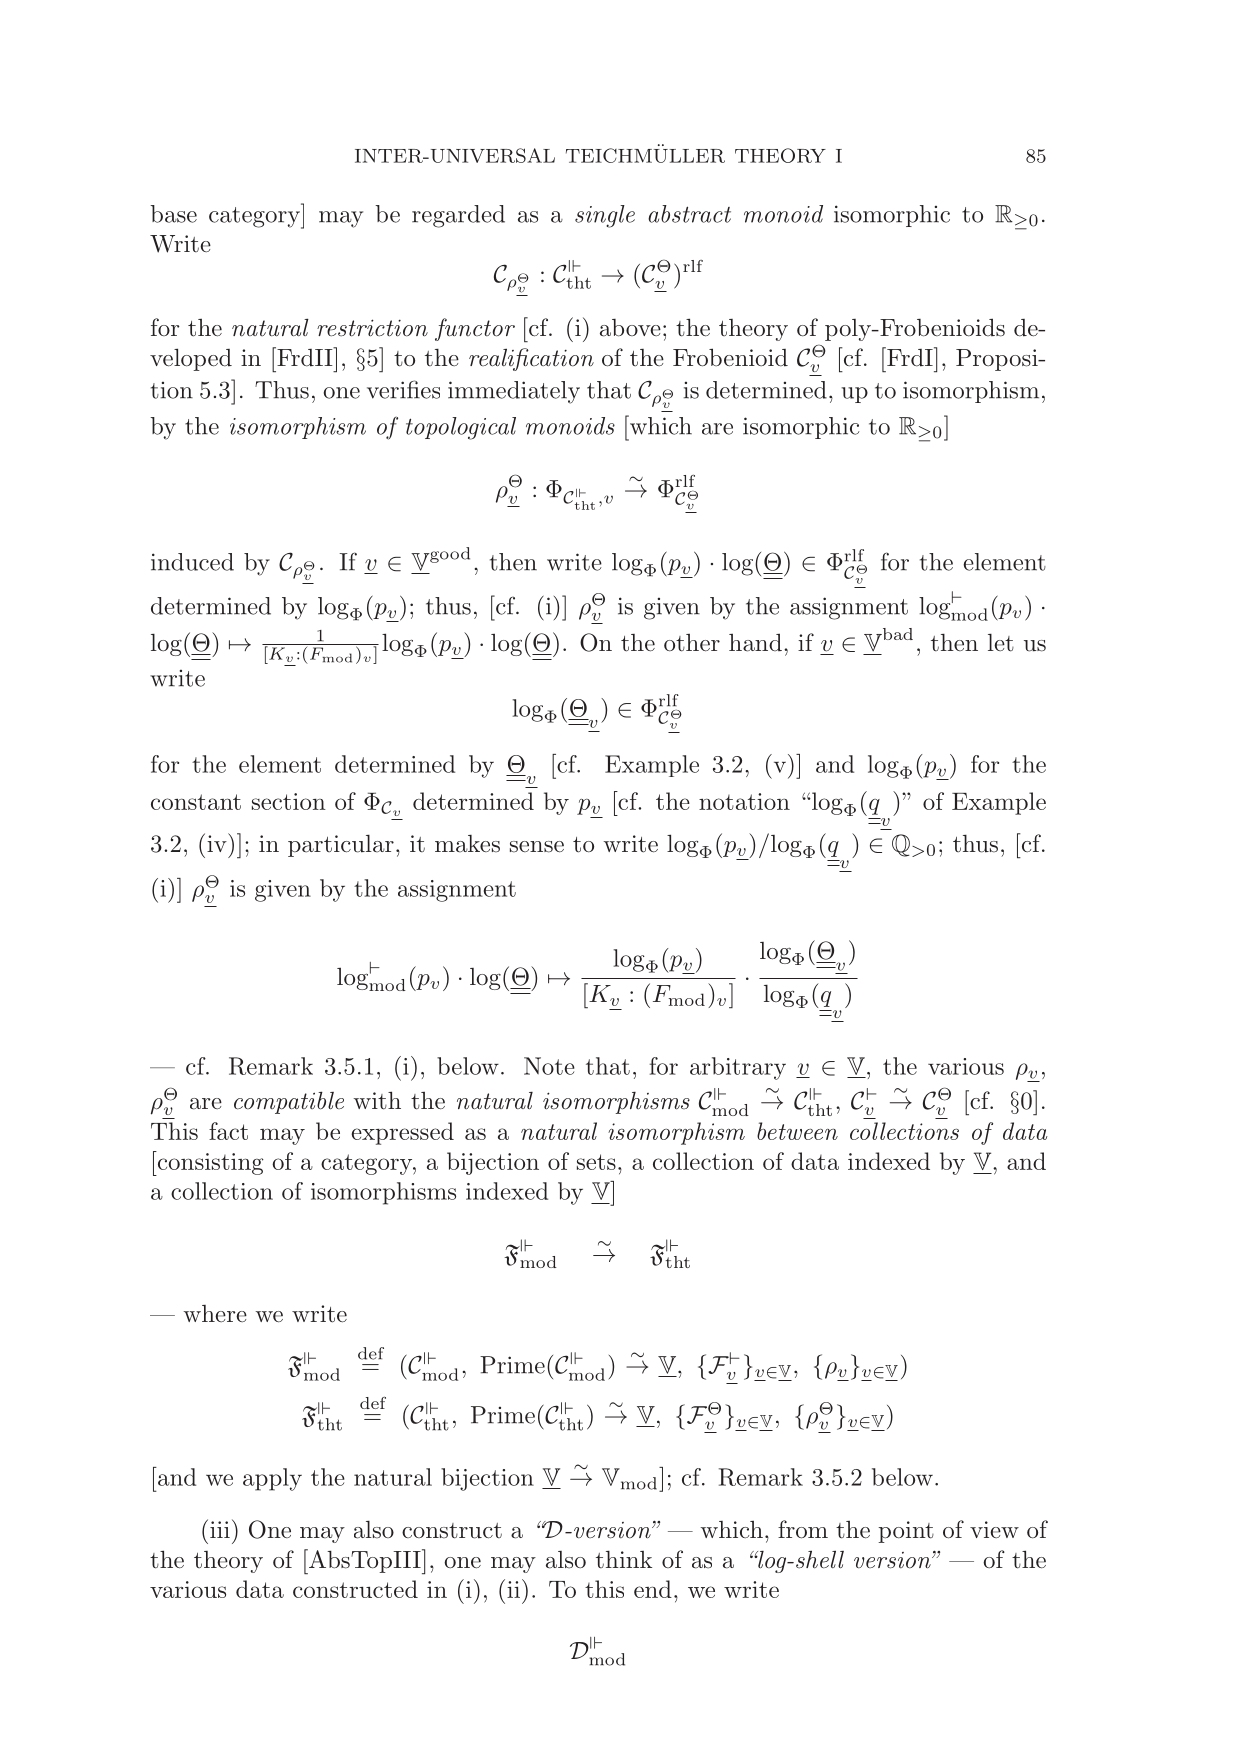 INTER-UNIVERSAL TEICHMÜLLER THEORY I 85
base category] may be regarded as a single abstract monoid isomorphic to $\mathbb{R}_{\geq 0}$.
Write
$\mathcal{C}_{\rho^{\Theta}_{\underline{v}}} : \mathcal{C}^{\Vdash}_{\text{tht}} \to (\mathcal{C}^{\Theta}_{\underline{v}})^{\text{rlf}}$
for the natural restriction functor [cf. (i) above; the theory of poly-Frobenioids de-
veloped in [FrdII], §5] to the realification of the Frobenioid $\mathcal{C}^{\Theta}_{\underline{v}}$ [cf. [FrdI], Proposi-
tion 5.3]. Thus, one verifies immediately that $\mathcal{C}_{\rho^{\Theta}_{\underline{v}}}$ is determined, up to isomorphism,
by the isomorphism of topological monoids [which are isomorphic to $\mathbb{R}_{\geq 0}$]
$\rho^{\Theta}_{\underline{v}} : \Phi_{\mathcal{C}^{\Vdash}_{\text{tht}},v} \stackrel{\sim}{\to} \Phi^{\text{rlf}}_{\mathcal{C}^{\Theta}_{\underline{v}}}$
induced by $\mathcal{C}_{\rho^{\Theta}_{\underline{v}}}$. If $\underline{v} \in \underline{\mathbb{V}}^{\text{good}}$, then write $\log_{\Phi}(p_{\underline{v}}) \cdot \log(\underline{\underline{\Theta}}) \in \Phi^{\text{rlf}}_{\mathcal{C}^{\Theta}_{\underline{v}}}$ for the element
determined by $\log_{\Phi}(p_{\underline{v}})$; thus, [cf. (i)] $\rho^{\Theta}_{\underline{v}}$ is given by the assignment $\log^{\vdash}_{\text{mod}}(p_v) \cdot$
$\log(\underline{\underline{\Theta}}) \mapsto \frac{1}{[K_{\underline{v}}:(F_{\text{mod}})_v]} \log_{\Phi}(p_{\underline{v}}) \cdot \log(\underline{\underline{\Theta}})$. On the other hand, if $\underline{v} \in \underline{\mathbb{V}}^{\text{bad}}$, then let us
write
$\log_{\Phi}(\underline{\underline{\Theta}}_{\underline{v}}) \in \Phi^{\text{rlf}}_{\mathcal{C}^{\Theta}_{\underline{v}}}$
for the element determined by $\underline{\underline{\Theta}}_{\underline{v}}$ [cf. Example 3.2, (v)] and $\log_{\Phi}(p_{\underline{v}})$ for the
constant section of $\Phi_{\mathcal{C}_{\underline{v}}}$ determined by $p_{\underline{v}}$ [cf. the notation “$\log_{\Phi}(\underline{\underline{q}}_{\underline{v}})$” of Example
3.2, (iv)]; in particular, it makes sense to write $\log_{\Phi}(p_{\underline{v}})/\log_{\Phi}(\underline{\underline{q}}_{\underline{v}}) \in \mathbb{Q}_{>0}$; thus, [cf.
(i)] $\rho^{\Theta}_{\underline{v}}$ is given by the assignment
$\log^{\vdash}_{\text{mod}}(p_v) \cdot \log(\underline{\underline{\Theta}}) \mapsto \frac{\log_{\Phi}(p_{\underline{v}})}{[K_{\underline{v}} : (F_{\text{mod}})_v]} \cdot \frac{\log_{\Phi}(\underline{\underline{\Theta}}_{\underline{v}})}{\log_{\Phi}(\underline{\underline{q}}_{\underline{v}})}$
— cf. Remark 3.5.1, (i), below. Note that, for arbitrary $\underline{v} \in \underline{\mathbb{V}}$, the various $\rho_{\underline{v}}$,
$\rho^{\Theta}_{\underline{v}}$ are compatible with the natural isomorphisms $\mathcal{C}^{\Vdash}_{\text{mod}} \stackrel{\sim}{\to} \mathcal{C}^{\Vdash}_{\text{tht}}$, $\mathcal{C}^{\vdash}_{\underline{v}} \stackrel{\sim}{\to} \mathcal{C}^{\Theta}_{\underline{v}}$ [cf. §0].
This fact may be expressed as a natural isomorphism between collections of data
[consisting of a category, a bijection of sets, a collection of data indexed by $\underline{\mathbb{V}}$, and
a collection of isomorphisms indexed by $\underline{\mathbb{V}}$]
$\mathfrak{F}^{\Vdash}_{\text{mod}} \stackrel{\sim}{\to} \mathfrak{F}^{\Vdash}_{\text{tht}}$
— where we write
$\mathfrak{F}^{\Vdash}_{\text{mod}} \stackrel{\text{def}}{=} (\mathcal{C}^{\Vdash}_{\text{mod}}, \text{Prime}(\mathcal{C}^{\Vdash}_{\text{mod}}) \stackrel{\sim}{\to} \underline{\mathbb{V}}, \{\mathcal{F}^{\vdash}_{\underline{v}}\}_{\underline{v} \in \underline{\mathbb{V}}}, \{\rho_{\underline{v}}\}_{\underline{v} \in \underline{\mathbb{V}}})$
$\mathfrak{F}^{\Vdash}_{\text{tht}} \stackrel{\text{def}}{=} (\mathcal{C}^{\Vdash}_{\text{tht}}, \text{Prime}(\mathcal{C}^{\Vdash}_{\text{tht}}) \stackrel{\sim}{\to} \underline{\mathbb{V}}, \{\mathcal{F}^{\Theta}_{\underline{v}}\}_{\underline{v} \in \underline{\mathbb{V}}}, \{\rho^{\Theta}_{\underline{v}}\}_{\underline{v} \in \underline{\mathbb{V}}})$
[and we apply the natural bijection $\underline{\mathbb{V}} \stackrel{\sim}{\to} \mathbb{V}_{\text{mod}}$]; cf. Remark 3.5.2 below.
(iii) One may also construct a “$\mathcal{D}$-version” — which, from the point of view of
the theory of [AbsTopIII], one may also think of as a “log-shell version” — of the
various data constructed in (i), (ii). To this end, we write
$\mathcal{D}^{\Vdash}_{\text{mod}}$